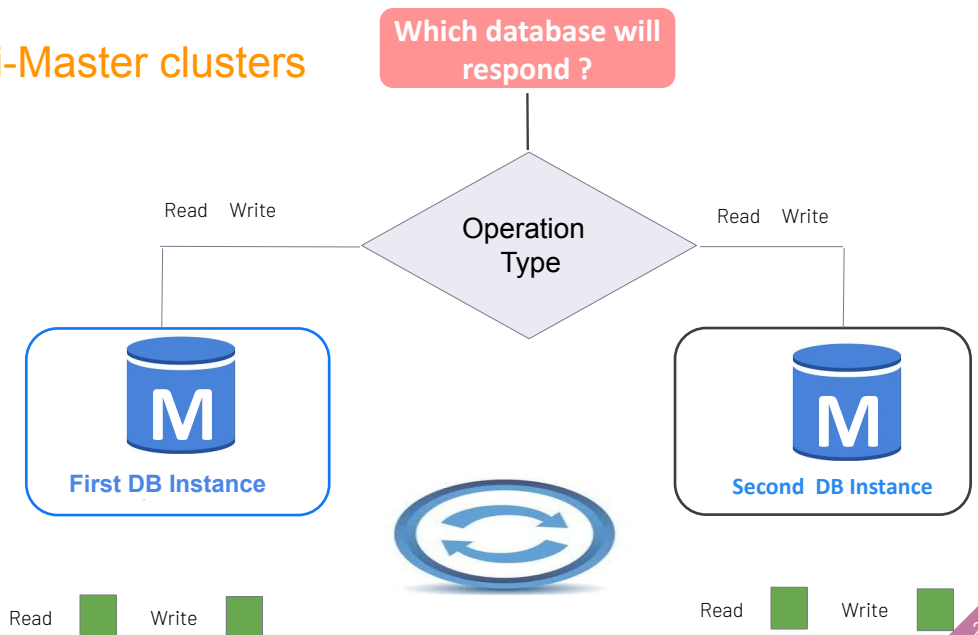 i-Master clusters
Which database will
respond ?
Read Write
Read Write
Operation
Type
M
M
First DB Instance
Second DB Instance
Read Write
Read Write